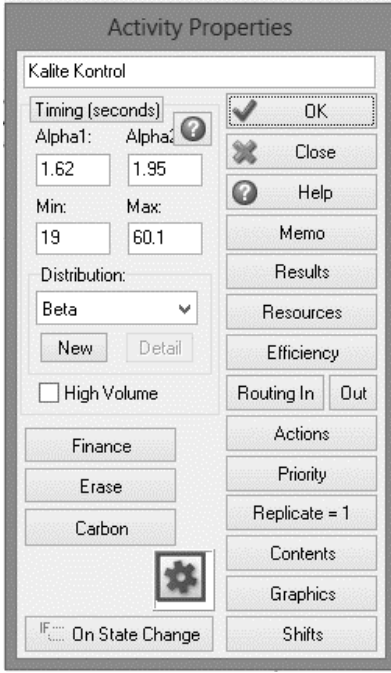 Activity Properties
Kalite Kontrol
Timing (seconds)
Alpha1: Alpha2
1.62 1.95
Min: Max:
19 60.1
Distribution:
Beta
New Detail
High Volume
Finance
Erase
Carbon
IF On State Change
OK
Close
Help
Memo
Results
Resources
Efficiency
Routing In Out
Actions
Priority
Replicate = 1
Contents
Graphics
Shifts